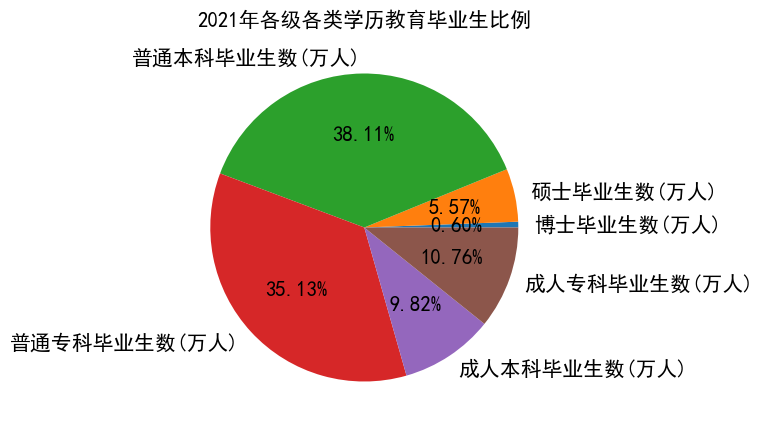 2021年各级各类学历教育毕业生比例
普通本科毕业生数(万人)
38.11%
硕士毕业生数(万人)
5.57%
博士毕业生数(万人)
0.60%
10.76%
成人专科毕业生数(万人)
35.13%
9.82%
普通专科毕业生数(万人)
成人本科毕业生数(万人)